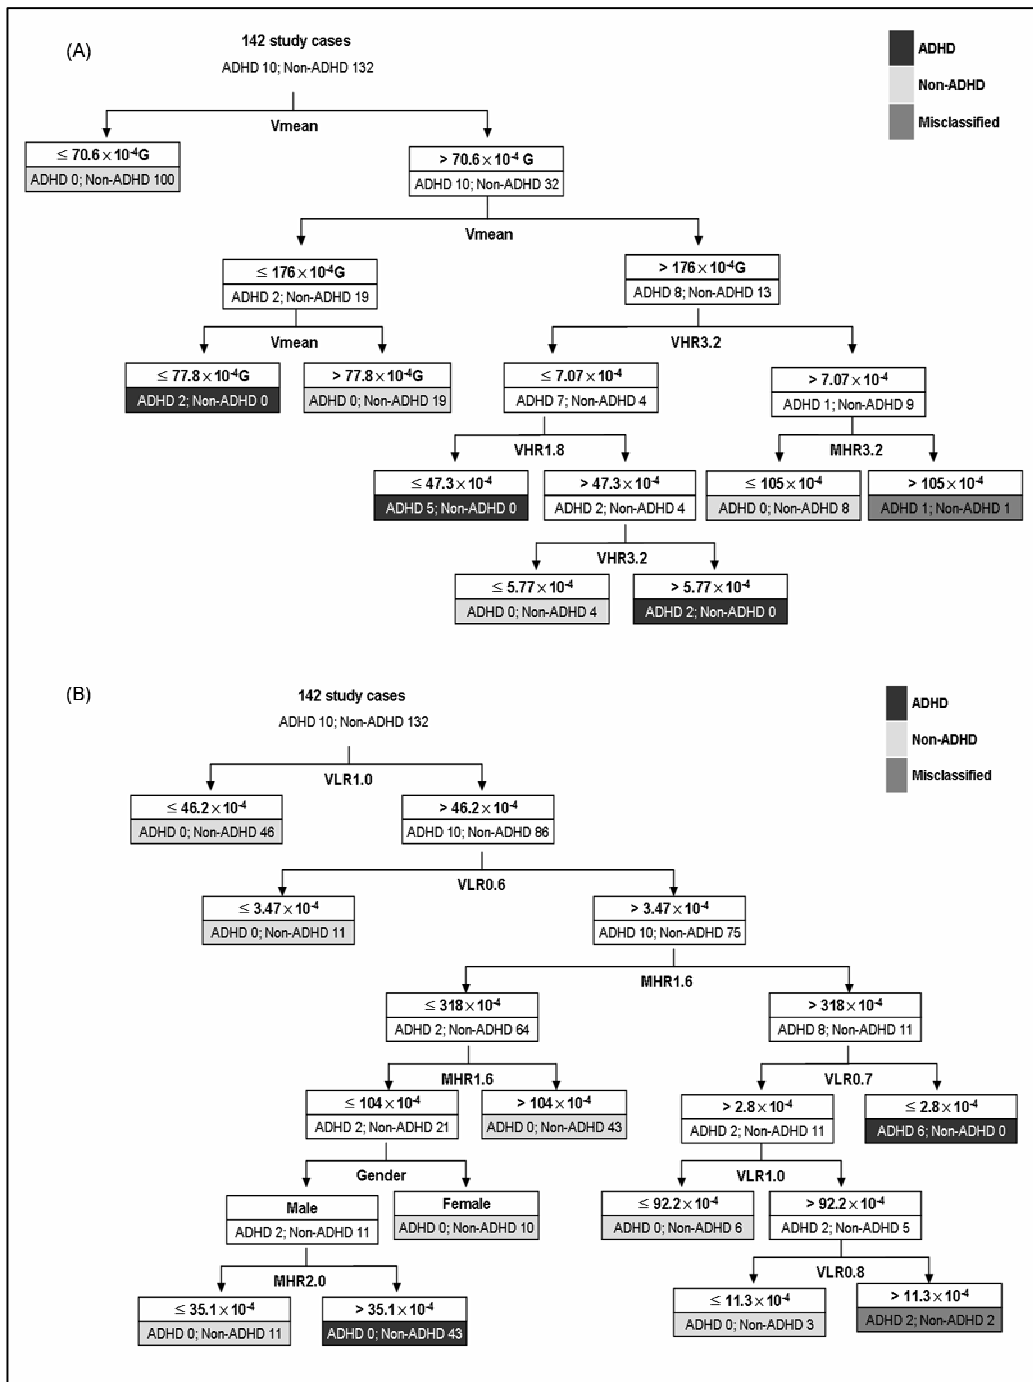 (A)
142 study cases
ADHD 10; Non-ADHD 132
ADHD
Non-ADHD
Misclassified
Vmean
≤ 70.6×10⁻⁴G
ADHD 0; Non-ADHD 100
> 70.6×10⁻⁴ G
ADHD 10; Non-ADHD 32
Vmean
≤ 176×10⁻⁴G
ADHD 2; Non-ADHD 19
> 176×10⁻⁴G
ADHD 8; Non-ADHD 13
Vmean
VHR3.2
≤ 77.8×10⁻⁴G
ADHD 2; Non-ADHD 0
> 77.8×10⁻⁴G
ADHD 0; Non-ADHD 19
≤ 7.07×10⁻⁴
ADHD 7; Non-ADHD 4
> 7.07×10⁻⁴
ADHD 1; Non-ADHD 9
VHR1.8
MHR3.2
≤ 47.3×10⁻⁴
ADHD 5; Non-ADHD 0
> 47.3×10⁻⁴
ADHD 2; Non-ADHD 4
≤ 105×10⁻⁴
ADHD 0; Non-ADHD 8
> 105×10⁻⁴
ADHD 1; Non-ADHD 1
VHR3.2
≤ 5.77×10⁻⁴
ADHD 0; Non-ADHD 4
> 5.77×10⁻⁴
ADHD 2; Non-ADHD 0
(B)
142 study cases
ADHD 10; Non-ADHD 132
ADHD
Non-ADHD
Misclassified
VLR1.0
≤ 46.2×10⁻⁴
ADHD 0; Non-ADHD 46
> 46.2×10⁻⁴
ADHD 10; Non-ADHD 86
VLR0.6
≤ 3.47×10⁻⁴
ADHD 0; Non-ADHD 11
> 3.47×10⁻⁴
ADHD 10; Non-ADHD 75
MHR1.6
≤ 318×10⁻⁴
ADHD 2; Non-ADHD 64
> 318×10⁻⁴
ADHD 8; Non-ADHD 11
MHR1.6
VLR0.7
≤ 104×10⁻⁴
ADHD 2; Non-ADHD 21
> 104×10⁻⁴
ADHD 0; Non-ADHD 43
> 2.8×10⁻⁴
ADHD 2; Non-ADHD 11
≤ 2.8×10⁻⁴
ADHD 6; Non-ADHD 0
Gender
VLR1.0
Male
ADHD 2; Non-ADHD 11
Female
ADHD 0; Non-ADHD 10
≤ 92.2×10⁻⁴
ADHD 0; Non-ADHD 6
> 92.2×10⁻⁴
ADHD 2; Non-ADHD 5
MHR2.0
VLR0.8
≤ 35.1×10⁻⁴
ADHD 0; Non-ADHD 11
> 35.1×10⁻⁴
ADHD 0; Non-ADHD 43
≤ 11.3×10⁻⁴
ADHD 0; Non-ADHD 3
> 11.3×10⁻⁴
ADHD 2; Non-ADHD 2